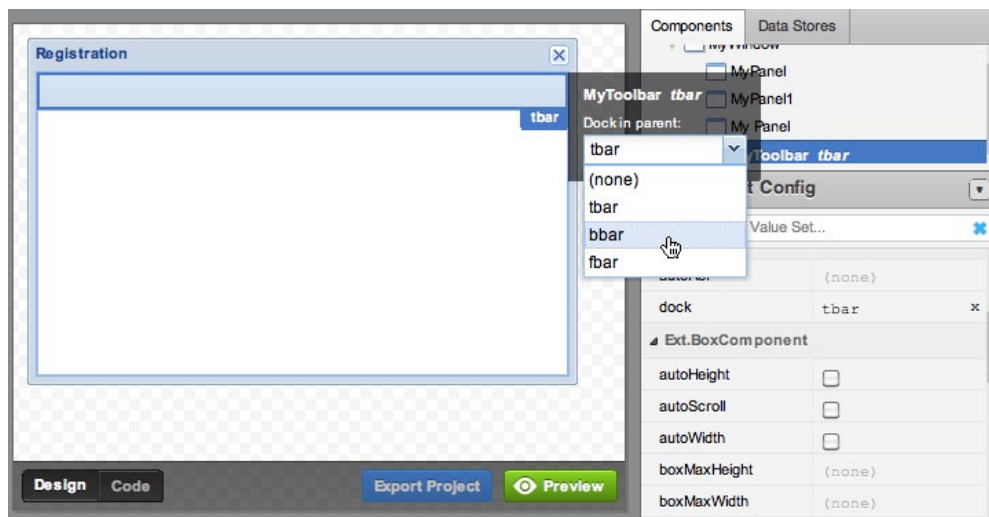 Registration
tbar
MyToolbar tbar
Dock in parent:
tbar
(none)
tbar
bbar
fbar
Design
Code
Export Project
Preview
Components
Data Stores
MyWindow
MyPanel
MyPanel1
My Panel
yToolbar tbar
t Config
Value Set...
(none)
dock
tbar
x
Ext.BoxComponent
autoHeight
autoScroll
autoWidth
boxMaxHeight
(none)
boxMaxWidth
(none)